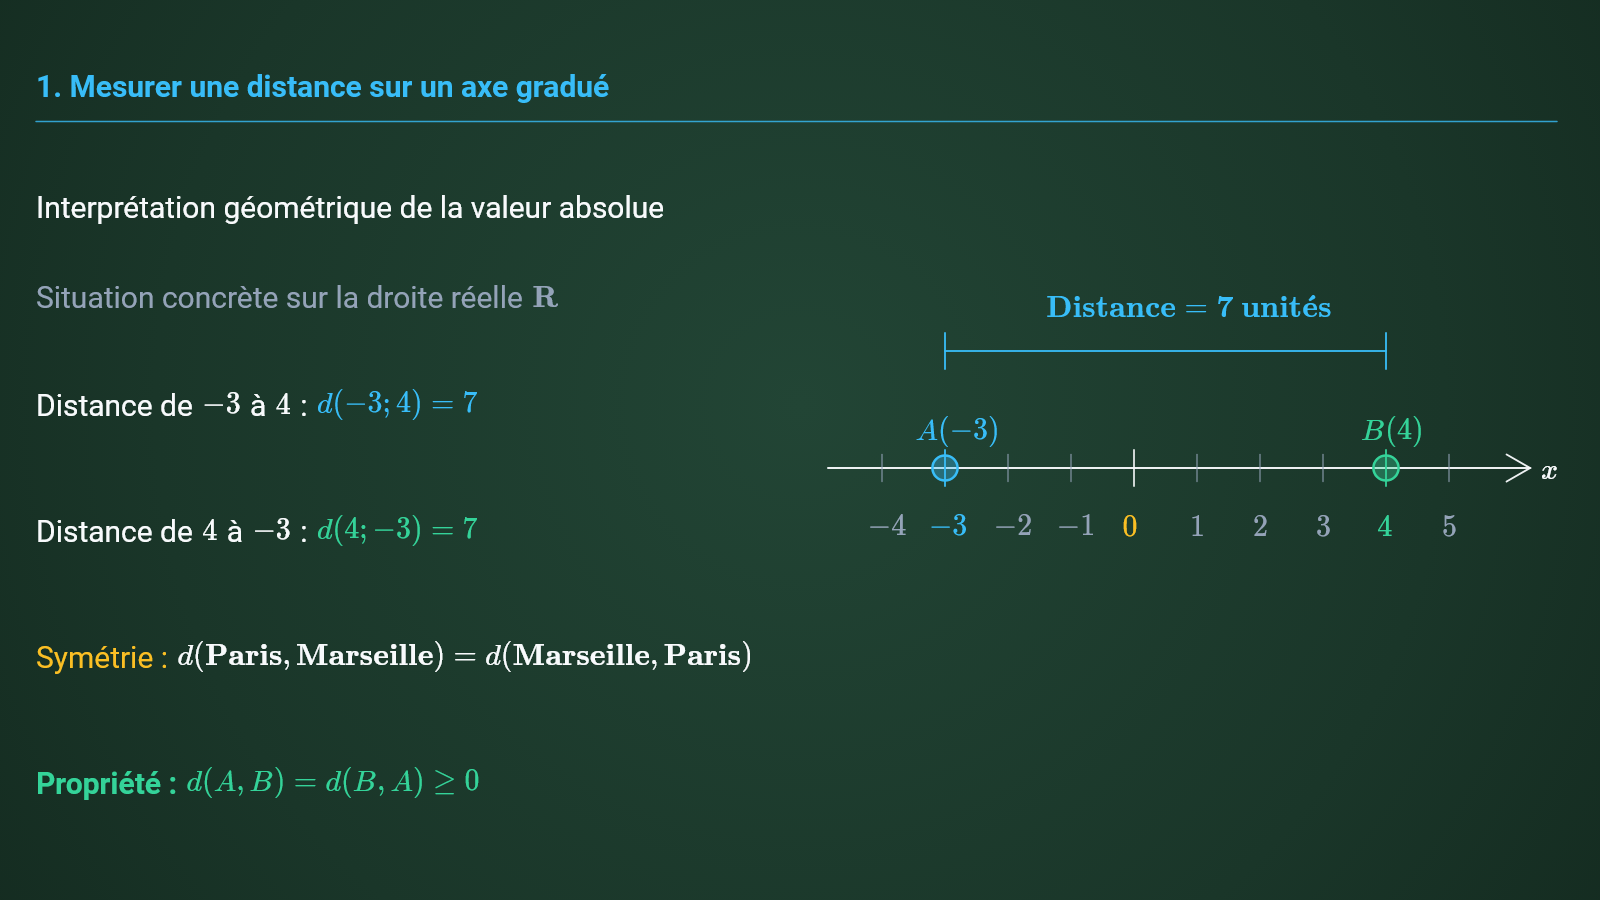 1. Mesurer une distance sur un axe gradué
Interprétation géométrique de la valeur absolue
Situation concrète sur la droite réelle R
Distance de −3 à 4 : d(−3; 4) = 7
Distance de 4 à −3 : d(4; −3) = 7
Symétrie : d(Paris, Marseille) = d(Marseille, Paris)
Propriété : d(A, B) = d(B, A) ≥ 0
Distance = 7 unités
A(−3) B(4)
x
−4 −3 −2 −1 0 1 2 3 4 5